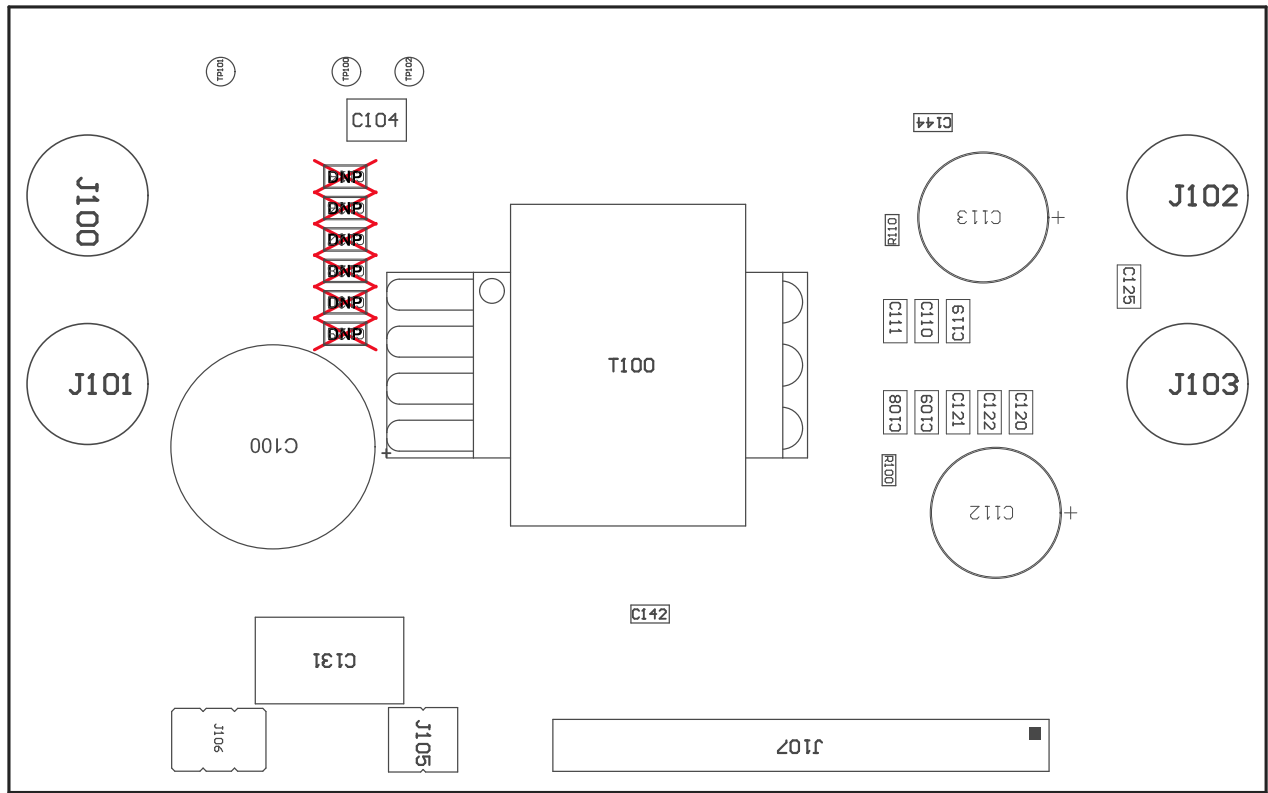 TP101
TP100
TP102
C104
C144
J100
DNP
DNP
DNP
DNP
DNP
DNP
J102
C113
+
R110
C125
C111
C110
C119
T100
J101
J103
C108
C109
C121
C122
C120
C100
+
R100
C112
+
C142
C131
J106
J105
J107